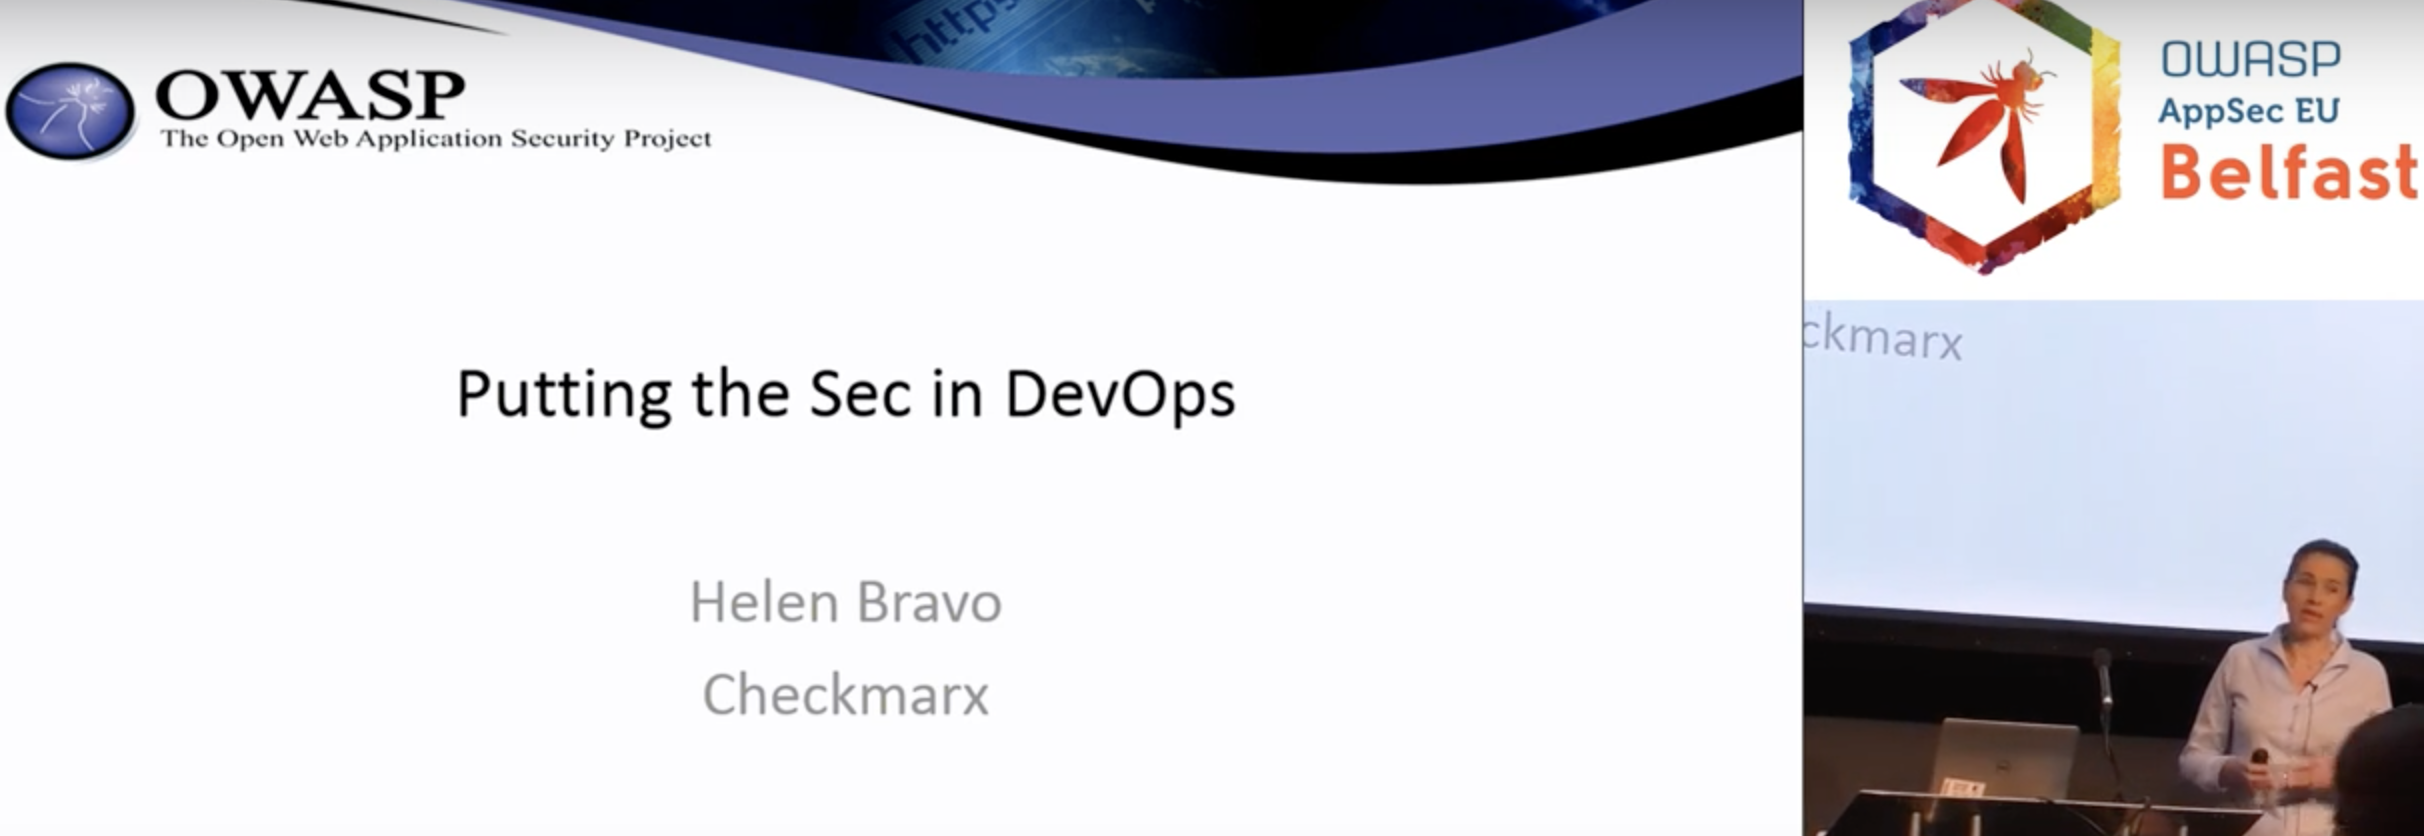 https
OWASP
The Open Web Application Security Project
Putting the Sec in DevOps
Helen Bravo
Checkmarx
OWASP
AppSec EU
Belfast
ckmarx